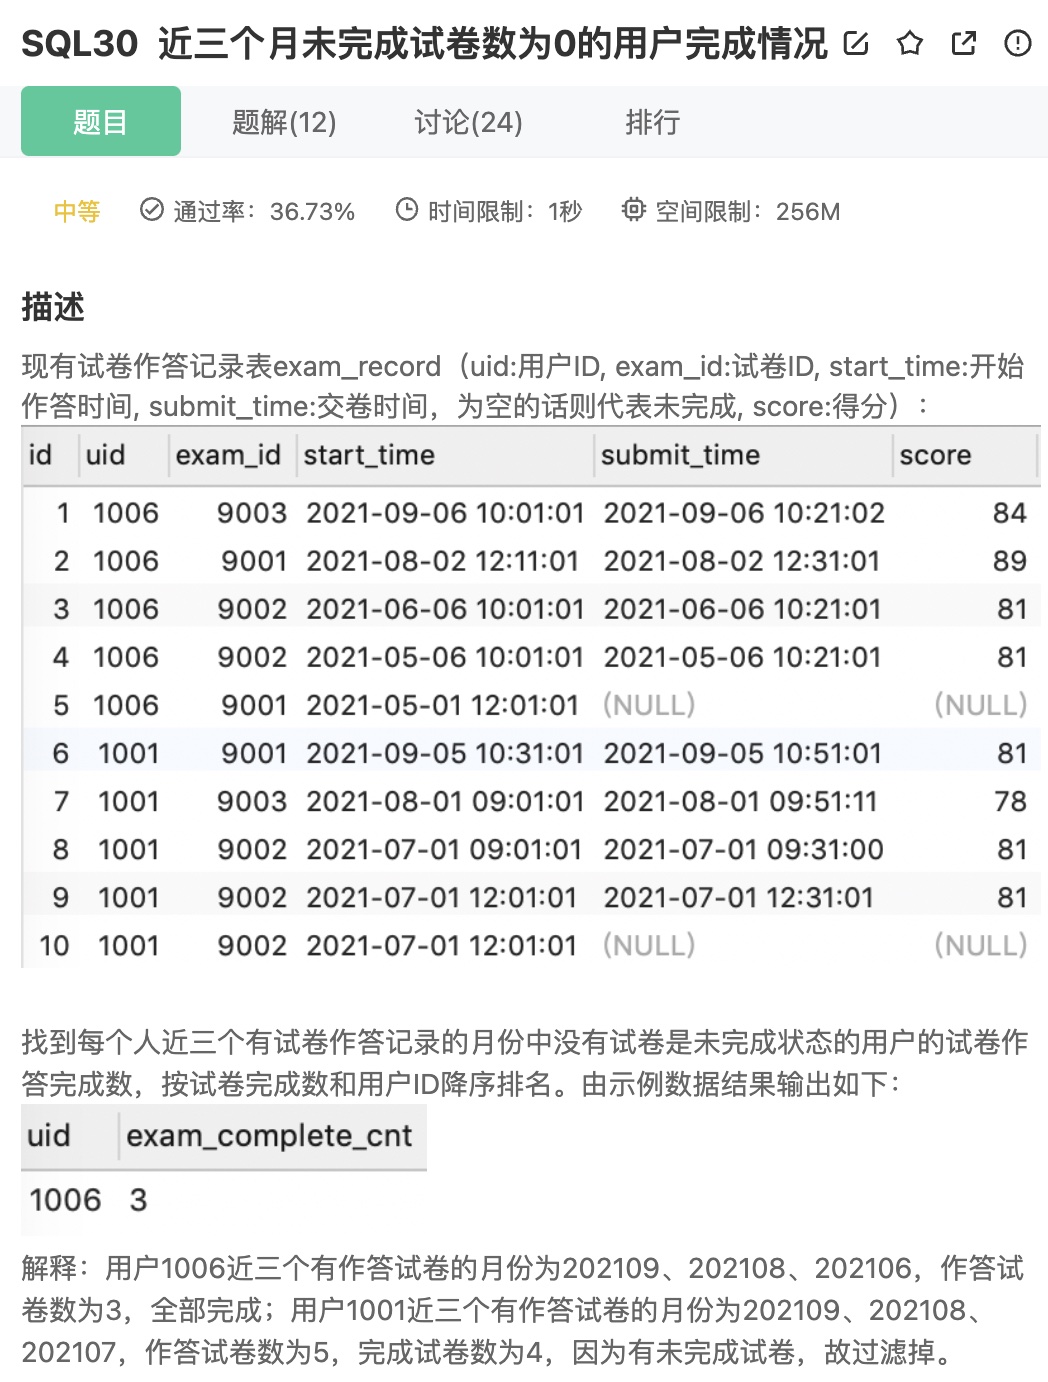 SQL30 近三个月未完成试卷数为0的用户完成情况
题目 题解(12) 讨论(24) 排行
中等 通过率：36.73% 时间限制：1秒 空间限制：256M
描述
现有试卷作答记录表exam_record（uid:用户ID, exam_id:试卷ID, start_time:开始
作答时间, submit_time:交卷时间，为空的话则代表未完成, score:得分）：
id uid exam_id start_time submit_time score
1 1006 9003 2021-09-06 10:01:01 2021-09-06 10:21:02 84
2 1006 9001 2021-08-02 12:11:01 2021-08-02 12:31:01 89
3 1006 9002 2021-06-06 10:01:01 2021-06-06 10:21:01 81
4 1006 9002 2021-05-06 10:01:01 2021-05-06 10:21:01 81
5 1006 9001 2021-05-01 12:01:01 (NULL) (NULL)
6 1001 9001 2021-09-05 10:31:01 2021-09-05 10:51:01 81
7 1001 9003 2021-08-01 09:01:01 2021-08-01 09:51:11 78
8 1001 9002 2021-07-01 09:01:01 2021-07-01 09:31:00 81
9 1001 9002 2021-07-01 12:01:01 2021-07-01 12:31:01 81
10 1001 9002 2021-07-01 12:01:01 (NULL) (NULL)
找到每个人近三个有试卷作答记录的月份中没有试卷是未完成状态的用户的试卷作
答完成数，按试卷完成数和用户ID降序排名。由示例数据结果输出如下：
uid exam_complete_cnt
1006 3
解释：用户1006近三个有作答试卷的月份为202109、202108、202106，作答试
卷数为3，全部完成；用户1001近三个有作答试卷的月份为202109、202108、
202107，作答试卷数为5，完成试卷数为4，因为有未完成试卷，故过滤掉。